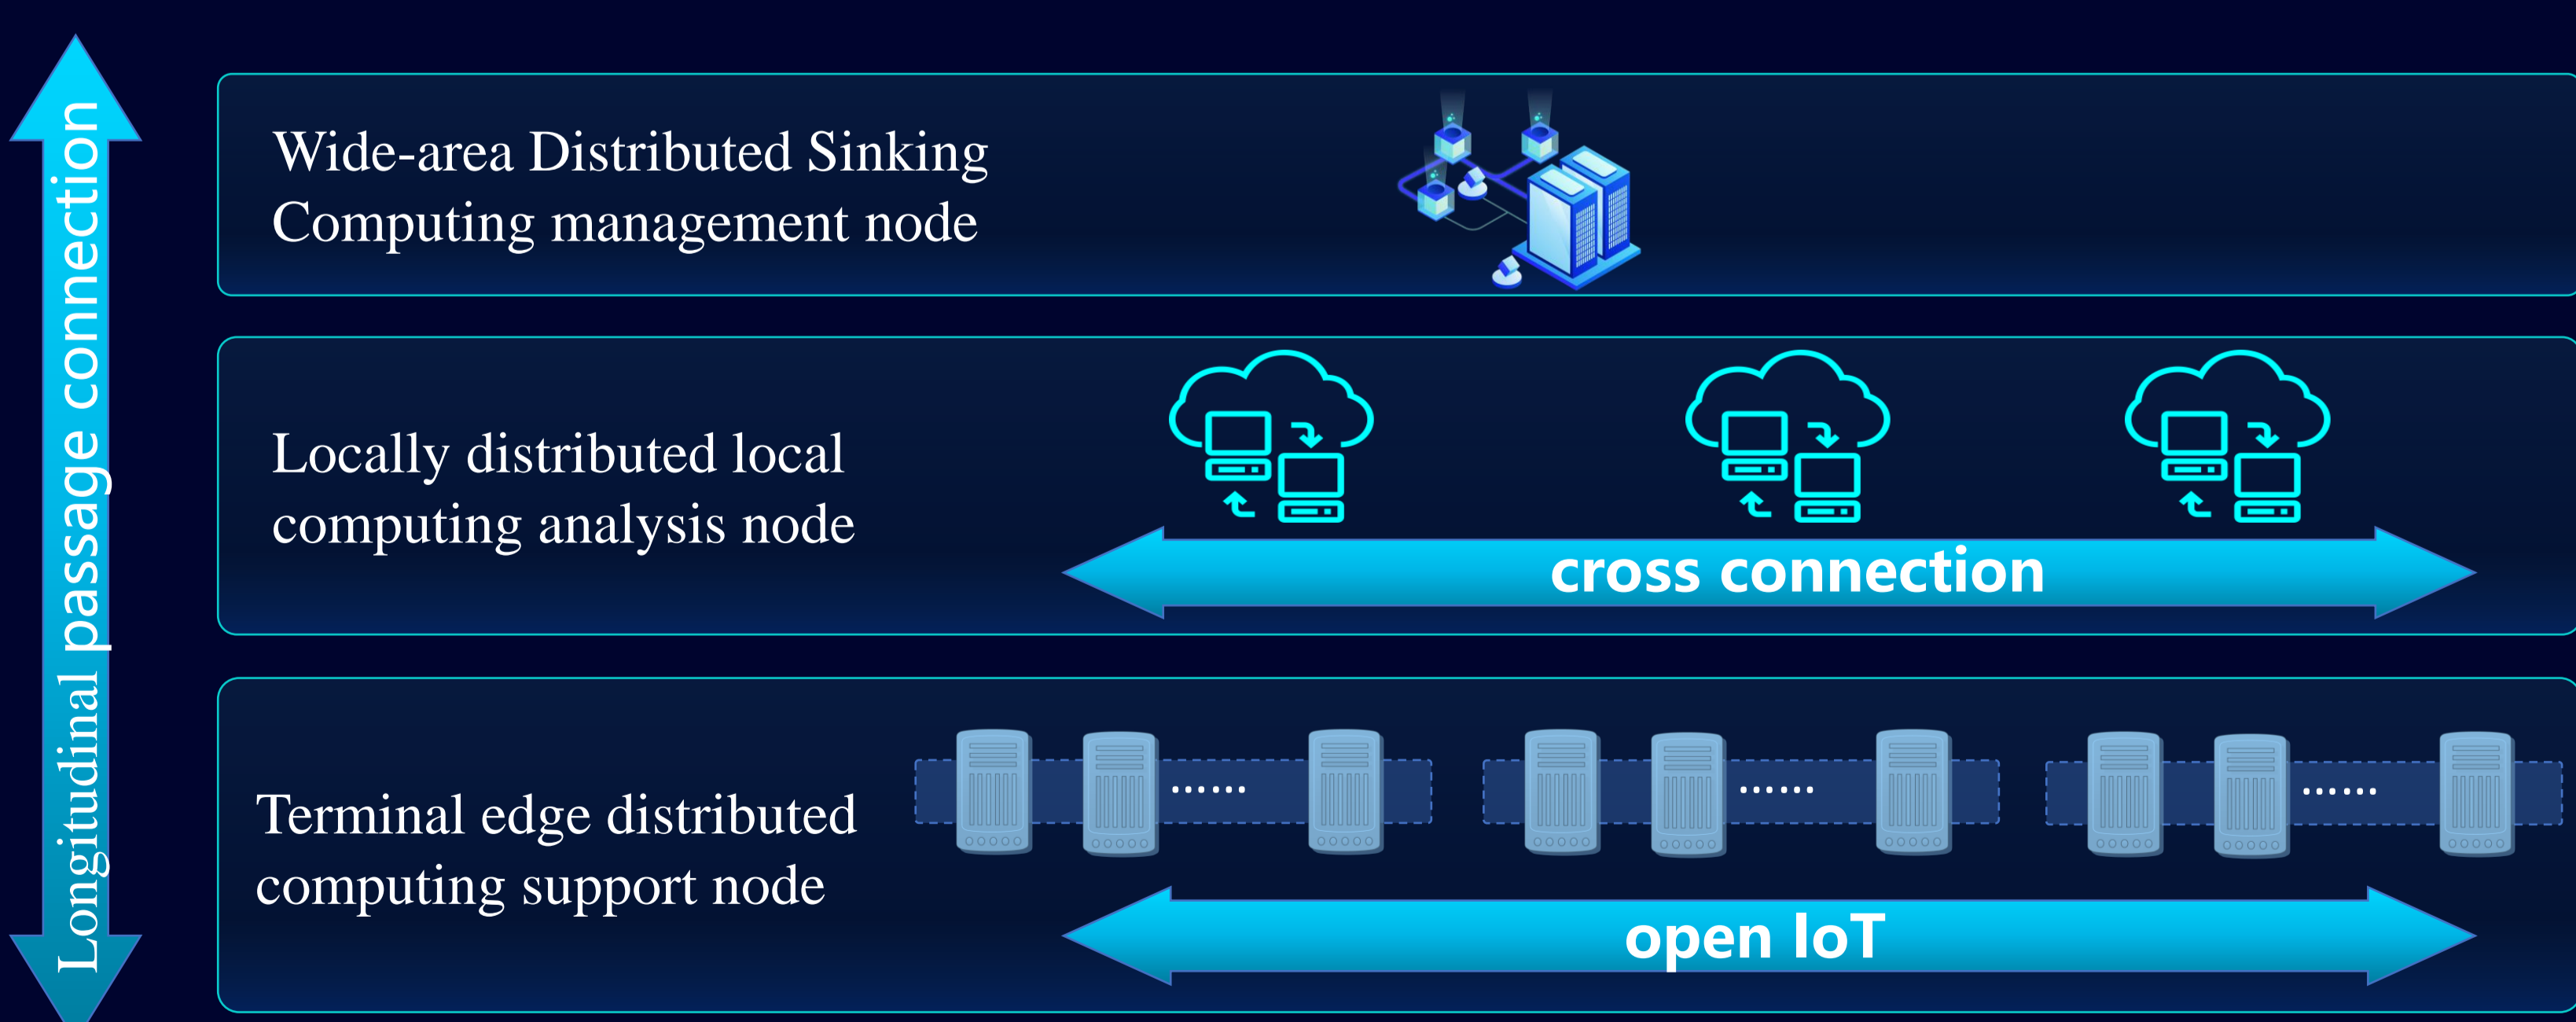 Longitudinal passage connection
Wide-area Distributed Sinking
Computing management node
Locally distributed local
computing analysis node
cross connection
Terminal edge distributed
computing support node
......
......
......
open IoT